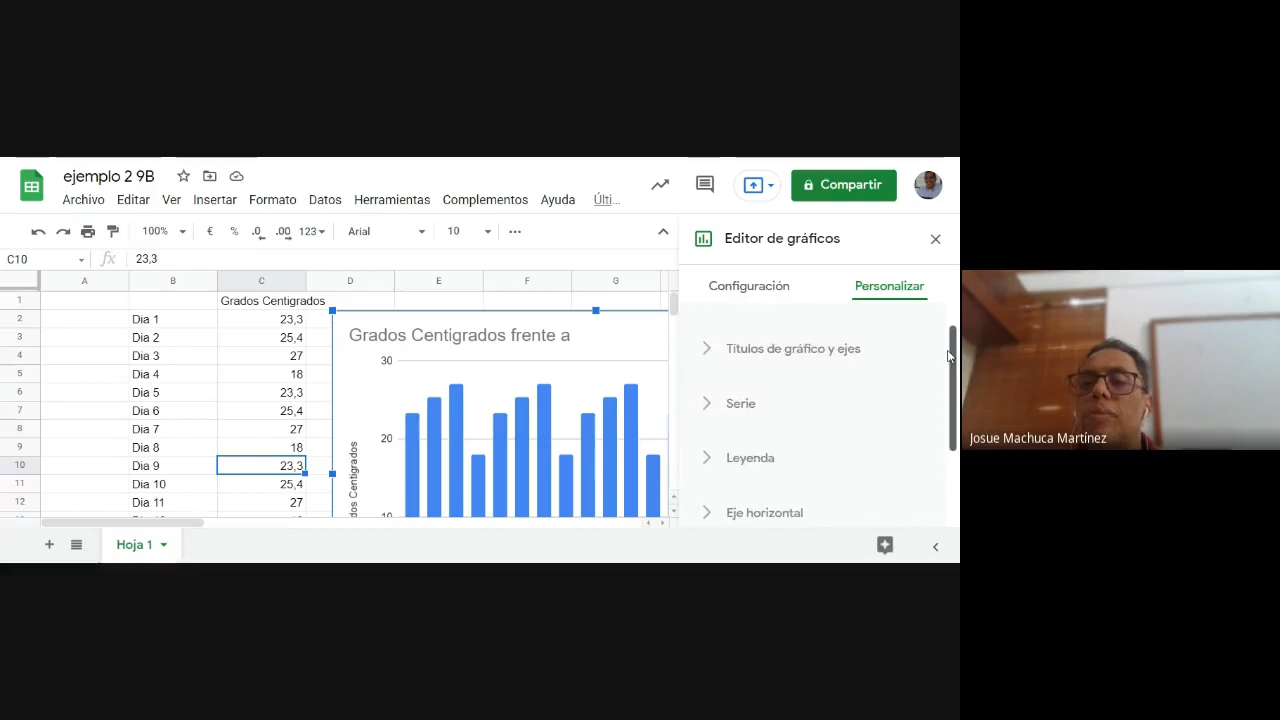 ejemplo 2 9B
Archivo Editar Ver Insertar Formato Datos Herramientas Complementos Ayuda Últi...
Compartir
100% € % .0 .00 123 Arial 10
C10 fx 23,3
Editor de gráficos
Configuración Personalizar
Títulos de gráfico y ejes
Serie
Leyenda
Eje horizontal
A B C D E F G
1 Grados Centigrados
2 Dia 1 23,3
3 Dia 2 25,4
4 Dia 3 27
5 Dia 4 18
6 Dia 5 23,3
7 Dia 6 25,4
8 Dia 7 27
9 Dia 8 18
10 Dia 9 23,3
11 Dia 10 25,4
12 Dia 11 27
Grados Centigrados frente a
30
20
10
dos Centigrados
Hoja 1
Josue Machuca Martínez